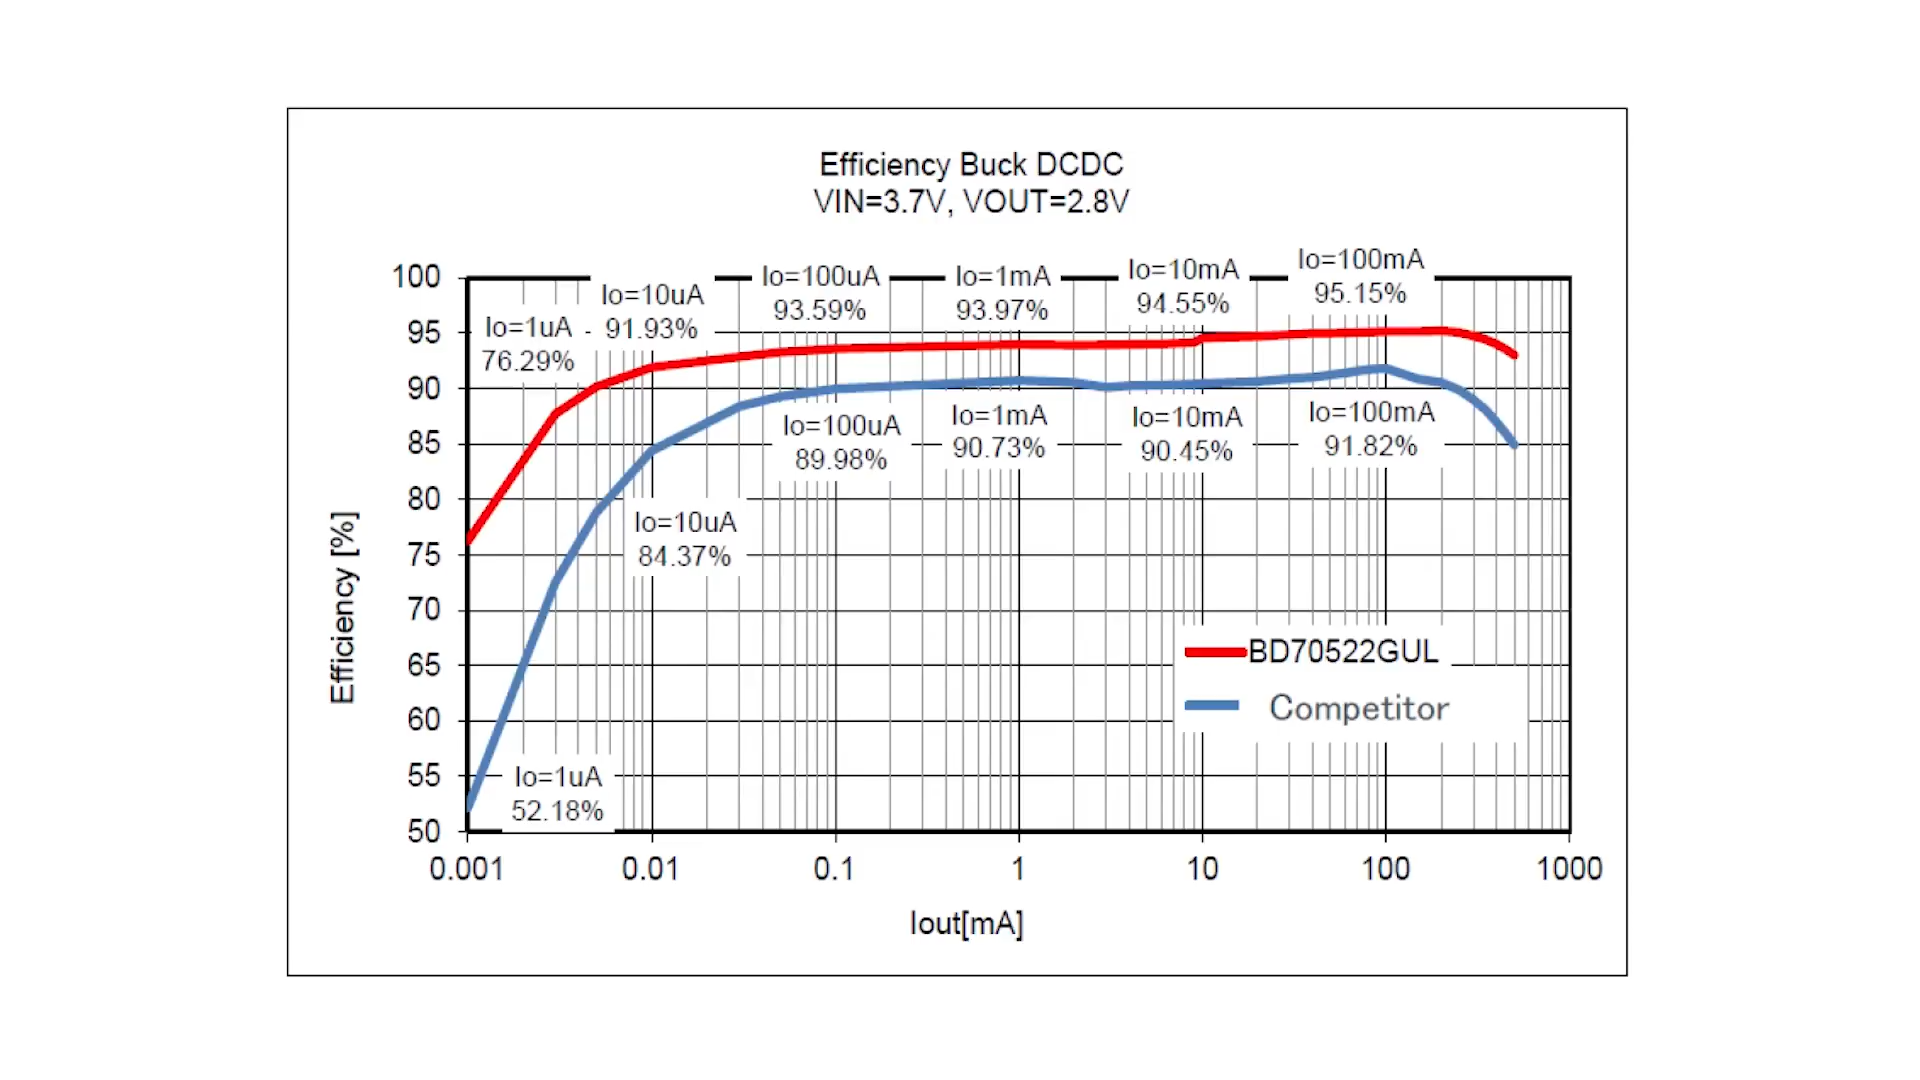 Efficiency Buck DCDC
VIN=3.7V, VOUT=2.8V
Io=1uA
76.29%
Io=10uA
91.93%
Io=100uA
93.59%
Io=1mA
93.97%
Io=10mA
94.55%
Io=100mA
95.15%
Io=1uA
52.18%
Io=10uA
84.37%
Io=100uA
89.98%
Io=1mA
90.73%
Io=10mA
90.45%
Io=100mA
91.82%
BD70522GUL
Competitor
Efficiency [%]
100
95
90
85
80
75
70
65
60
55
50
0.001 0.01 0.1 1 10 100 1000
Iout[mA]